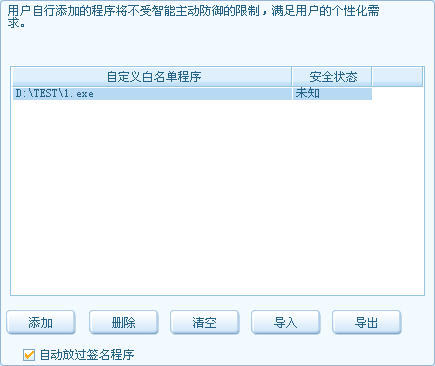 用户自行添加的程序将不受智能主动防御的限制，满足用户的个性化需
求。
自定义白名单程序 安全状态
D:\TEST\1.exe 未知
添加 删除 清空 导入 导出
自动放过签名程序